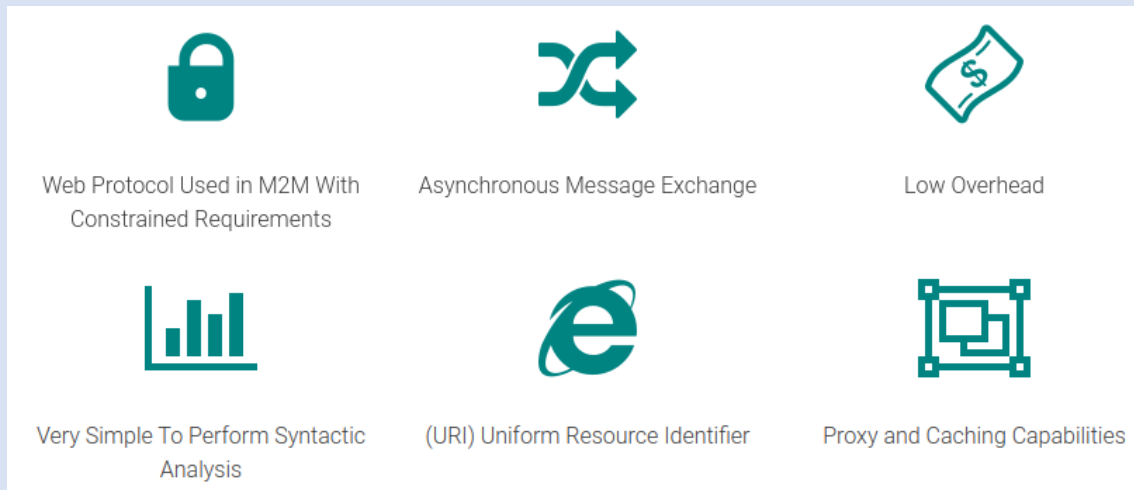 Web Protocol Used in M2M With
Constrained Requirements
Asynchronous Message Exchange
Low Overhead
Very Simple To Perform Syntactic
Analysis
(URI) Uniform Resource Identifier
Proxy and Caching Capabilities